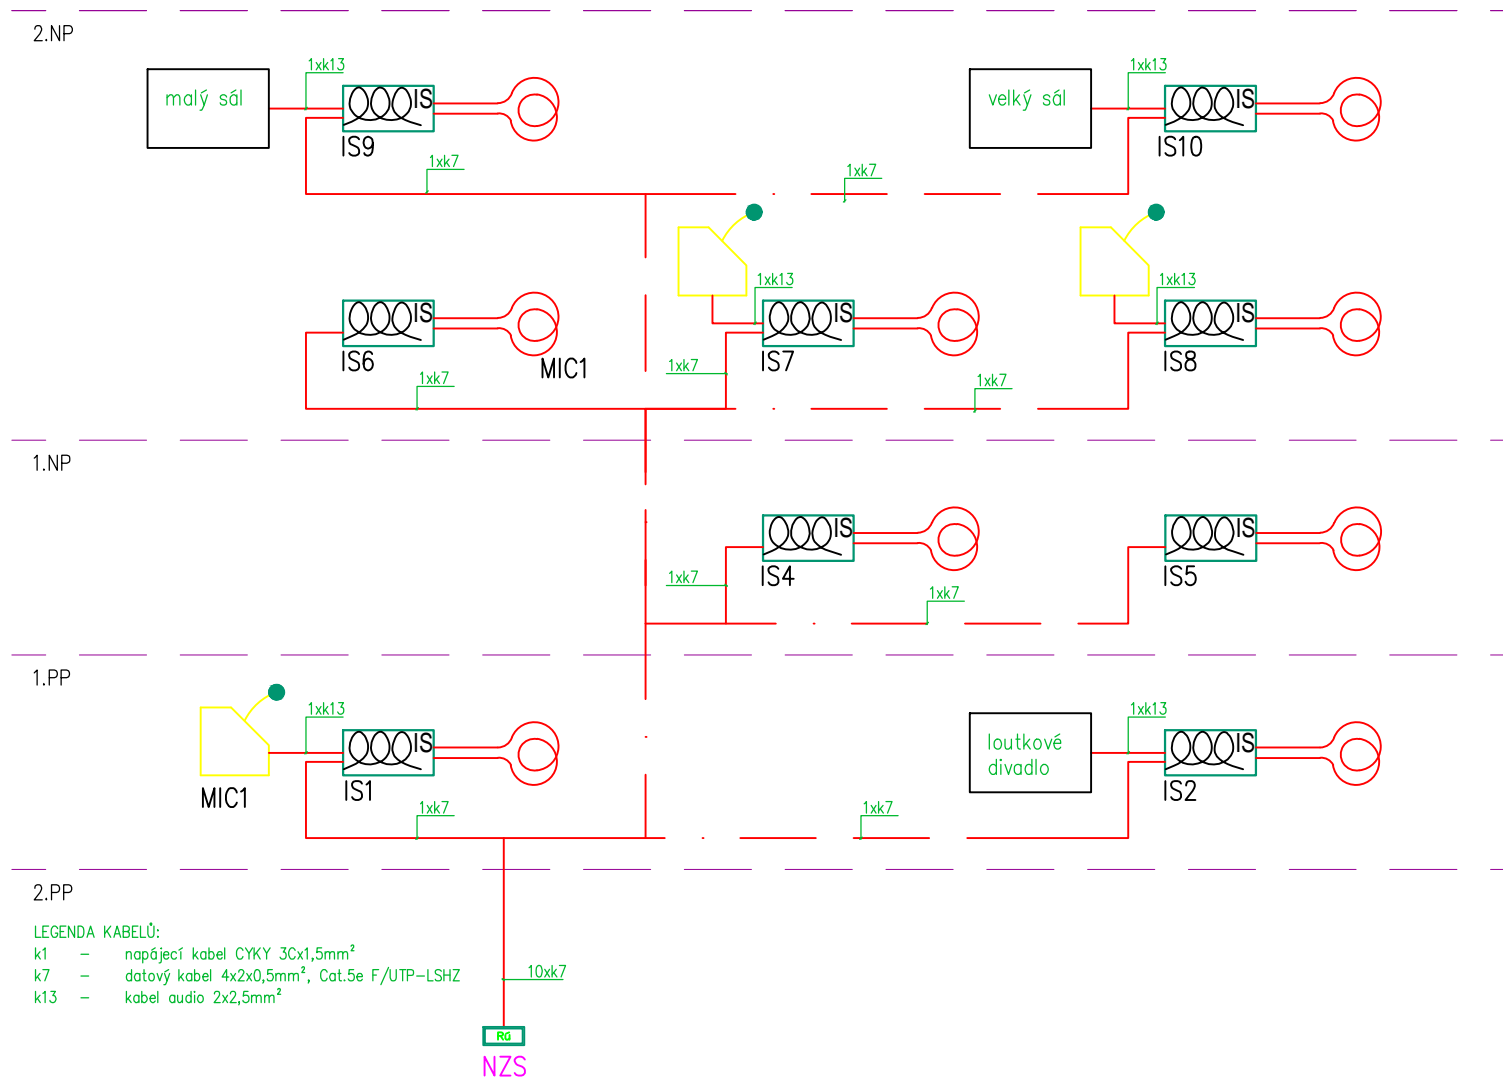 2.NP
1xk13
1xk13
malý sál
IS
velký sál
IS
IS9
IS10
1xk7
1xk7
1xk13
1xk13
IS
IS
IS
IS6
MIC1
1xk7
IS7
IS8
1xk7
1xk7
1.NP
IS
IS
1xk7
IS4
IS5
1xk7
1.PP
1xk13
1xk13
IS
loutkové
divadlo
IS
MIC1
IS1
IS2
1xk7
1xk7
2.PP
LEGENDA KABELŮ:
k1 – napájecí kabel CYKY 3Cx1,5mm²
k7 – datový kabel 4x2x0,5mm², Cat.5e F/UTP–LSHZ
k13 – kabel audio 2x2,5mm²
10xk7
RG
NZS